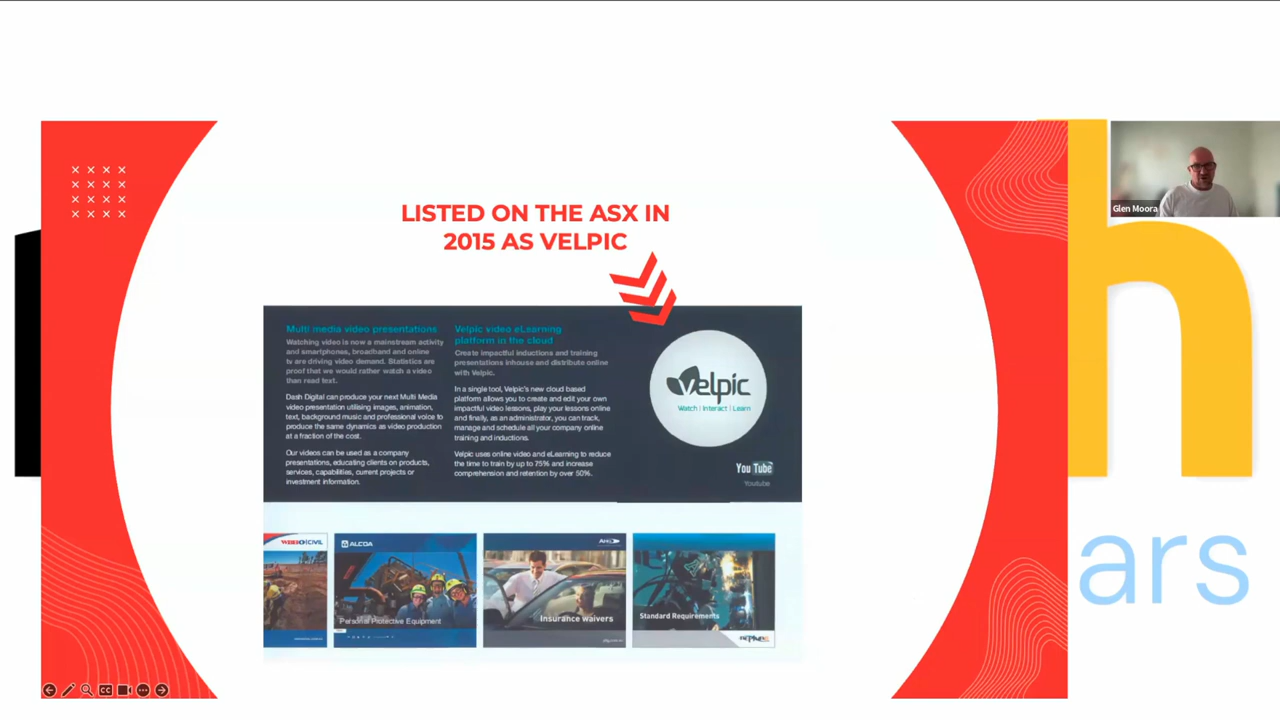 LISTED ON THE ASX IN
2015 AS VELPIC
Glen Moora
h
ars
Multi media video presentations
Watching video is now a mainstream activity
and smartphones, broadband and online
tv are driving video demand. Statistics are
proof that we would rather watch a video
than read text.
Dash Digital can produce your next Multi Media
video presentation utilising images, animation,
text, background music and professional voice to
produce the same dynamics as video production
at a fraction of the cost.
Our videos can be used as a company
presentations, educating clients on products,
services, capabilities, current projects or
investment information.
Velpic video eLearning
platform in the cloud
Create impactful inductions and training
presentations inhouse and distribute online
with Velpic.
In a single tool, Velpic's new cloud based
platform allows you to create and edit your own
impactful video lessons, play your lessons online
and finally, as an administrator, you can track,
manage and schedule all your company online
training and inductions.
Velpic uses online video and eLearning to reduce
the time to train by up to 75% and increase
comprehension and retention by over 50%.
velpic
Watch | Interact | Learn
YouTube
Youtube
CIVIL
ALCOA
Personal Protective Equipment
Insurance waivers
Standard Requirements
CC